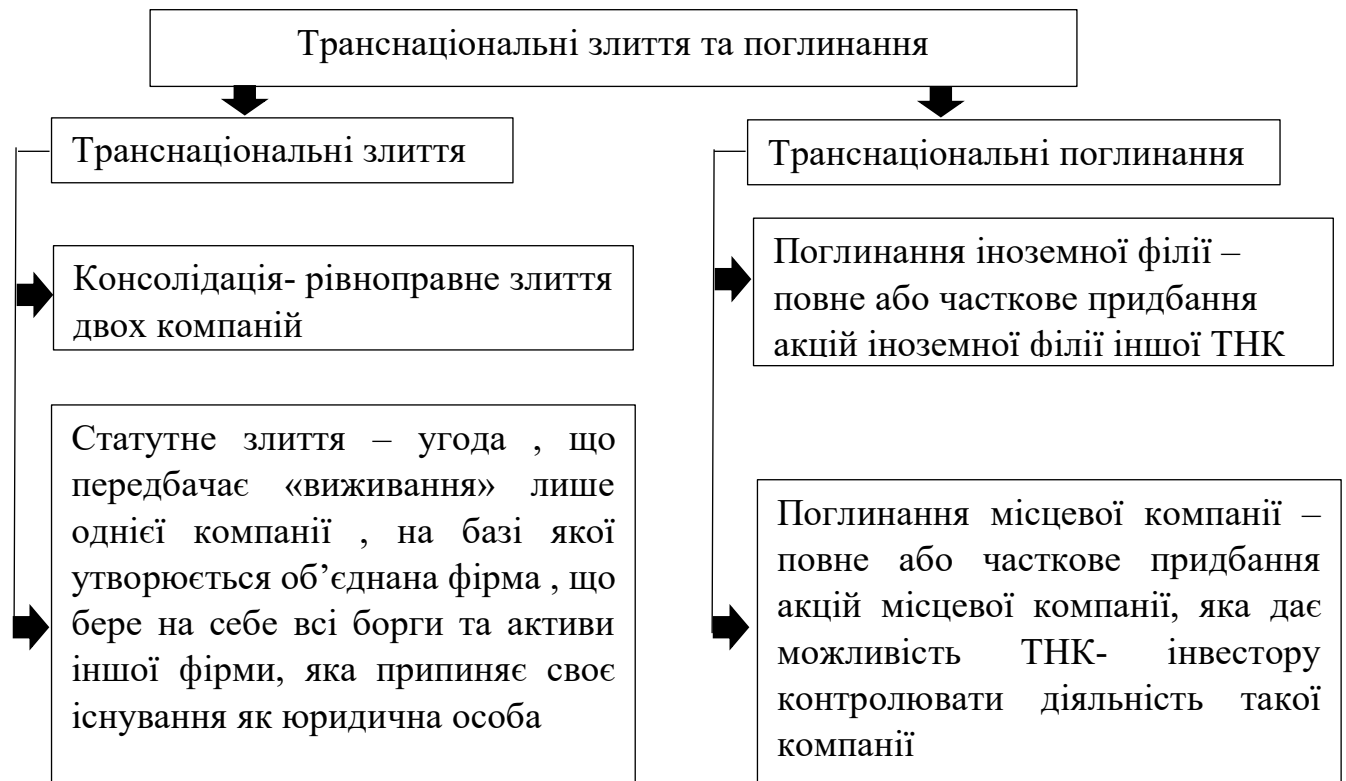 Транснаціональні злиття та поглинання
Транснаціональні злиття
Консолідація- рівноправне злиття
двох компаній
Статутне злиття – угода , що
передбачає «виживання» лише
однієї компанії , на базі якої
утворюється об’єднана фірма , що
бере на себе всі борги та активи
іншої фірми, яка припиняє своє
існування як юридична особа
Транснаціональні поглинання
Поглинання іноземної філії –
повне або часткове придбання
акцій іноземної філії іншої ТНК
Поглинання місцевої компанії –
повне або часткове придбання
акцій місцевої компанії, яка дає
можливість ТНК- інвестору
контролювати діяльність такої
компанії